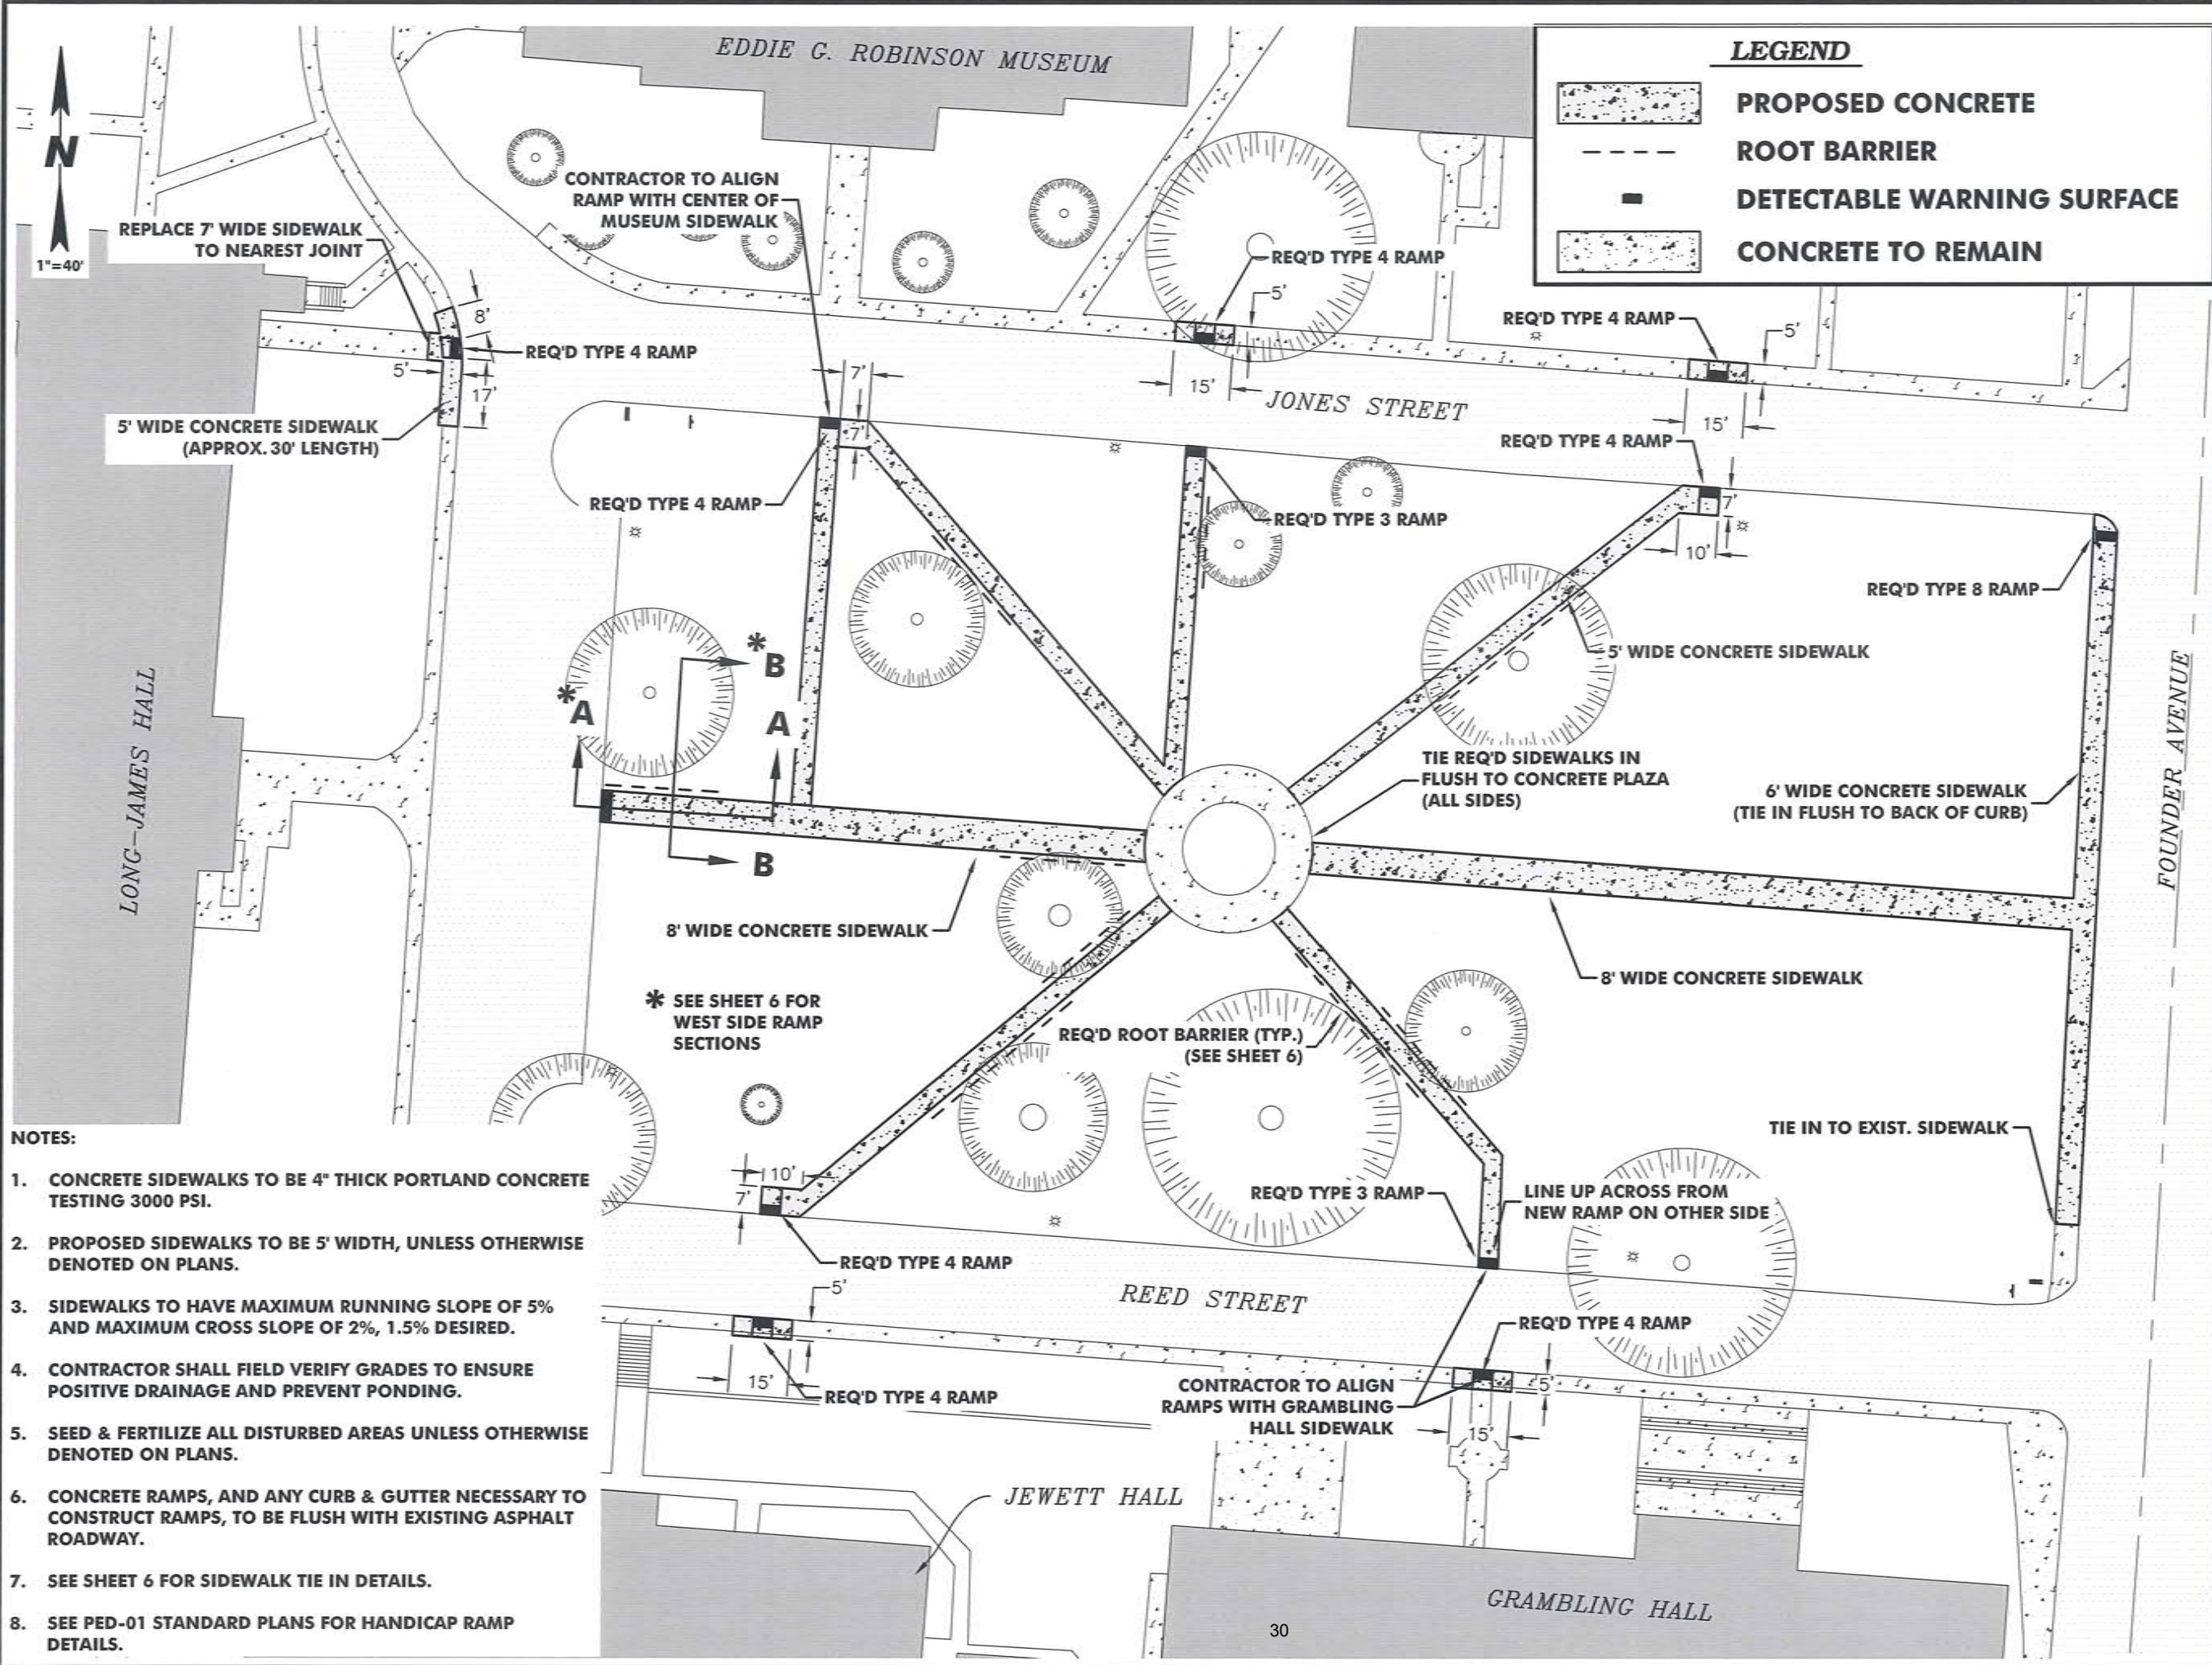 EDDIE G. ROBINSON MUSEUM
LEGEND
PROPOSED CONCRETE
ROOT BARRIER
DETECTABLE WARNING SURFACE
CONCRETE TO REMAIN
N
1"=40'
REPLACE 7' WIDE SIDEWALK
TO NEAREST JOINT
CONTRACTOR TO ALIGN
RAMP WITH CENTER OF
MUSEUM SIDEWALK
REQ'D TYPE 4 RAMP
5'
15'
REQ'D TYPE 4 RAMP
5'
15'
8'
REQ'D TYPE 4 RAMP
5'
17'
5' WIDE CONCRETE SIDEWALK
(APPROX. 30' LENGTH)
7'
7'
JONES STREET
REQ'D TYPE 4 RAMP
7'
10'
REQ'D TYPE 4 RAMP
REQ'D TYPE 3 RAMP
REQ'D TYPE 8 RAMP
5' WIDE CONCRETE SIDEWALK
*B
*A
A
B
LONG-JAMES HALL
FOUNDER AVENUE
TIE REQ'D SIDEWALKS IN
FLUSH TO CONCRETE PLAZA
(ALL SIDES)
6' WIDE CONCRETE SIDEWALK
(TIE IN FLUSH TO BACK OF CURB)
8' WIDE CONCRETE SIDEWALK
8' WIDE CONCRETE SIDEWALK
* SEE SHEET 6 FOR
WEST SIDE RAMP
SECTIONS
REQ'D ROOT BARRIER (TYP.)
(SEE SHEET 6)
TIE IN TO EXIST. SIDEWALK
10'
7'
REQ'D TYPE 3 RAMP
LINE UP ACROSS FROM
NEW RAMP ON OTHER SIDE
REQ'D TYPE 4 RAMP
5'
REED STREET
REQ'D TYPE 4 RAMP
15'
REQ'D TYPE 4 RAMP
CONTRACTOR TO ALIGN
RAMPS WITH GRAMBLING
HALL SIDEWALK
5'
15'
JEWETT HALL
GRAMBLING HALL
NOTES:
1. CONCRETE SIDEWALKS TO BE 4" THICK PORTLAND CONCRETE
TESTING 3000 PSI.
2. PROPOSED SIDEWALKS TO BE 5' WIDTH, UNLESS OTHERWISE
DENOTED ON PLANS.
3. SIDEWALKS TO HAVE MAXIMUM RUNNING SLOPE OF 5%
AND MAXIMUM CROSS SLOPE OF 2%, 1.5% DESIRED.
4. CONTRACTOR SHALL FIELD VERIFY GRADES TO ENSURE
POSITIVE DRAINAGE AND PREVENT PONDING.
5. SEED & FERTILIZE ALL DISTURBED AREAS UNLESS OTHERWISE
DENOTED ON PLANS.
6. CONCRETE RAMPS, AND ANY CURB & GUTTER NECESSARY TO
CONSTRUCT RAMPS, TO BE FLUSH WITH EXISTING ASPHALT
ROADWAY.
7. SEE SHEET 6 FOR SIDEWALK TIE IN DETAILS.
8. SEE PED-01 STANDARD PLANS FOR HANDICAP RAMP
DETAILS.
30